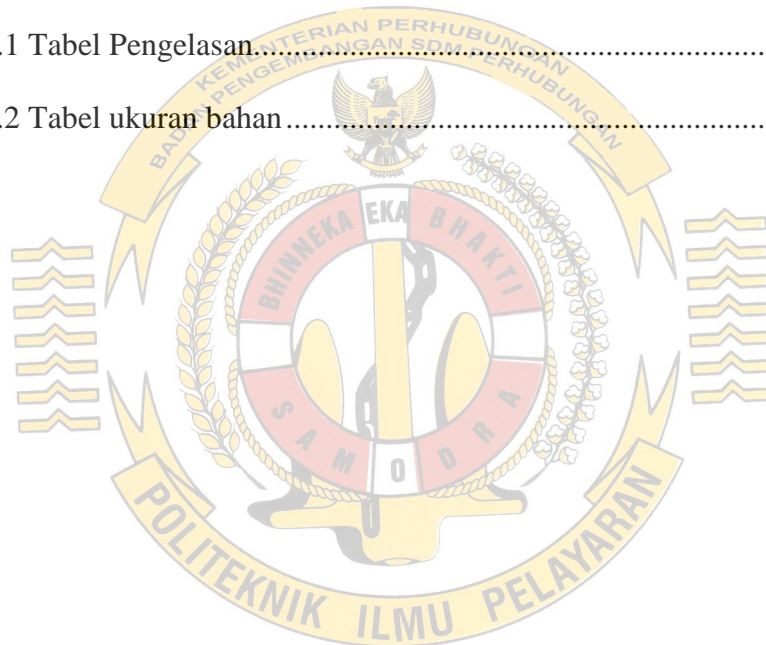 .1 Tabel Pengelasan..............................................................
.2 Tabel ukuran bahan...........................................................
KEMENTERIAN PERHUBUNGAN
BADAN PENGEMBANGAN SDM PERHUBUNGAN
BHINNEKA EKA BHAKTI
SAMODRA
POLITEKNIK ILMU PELAYARAN